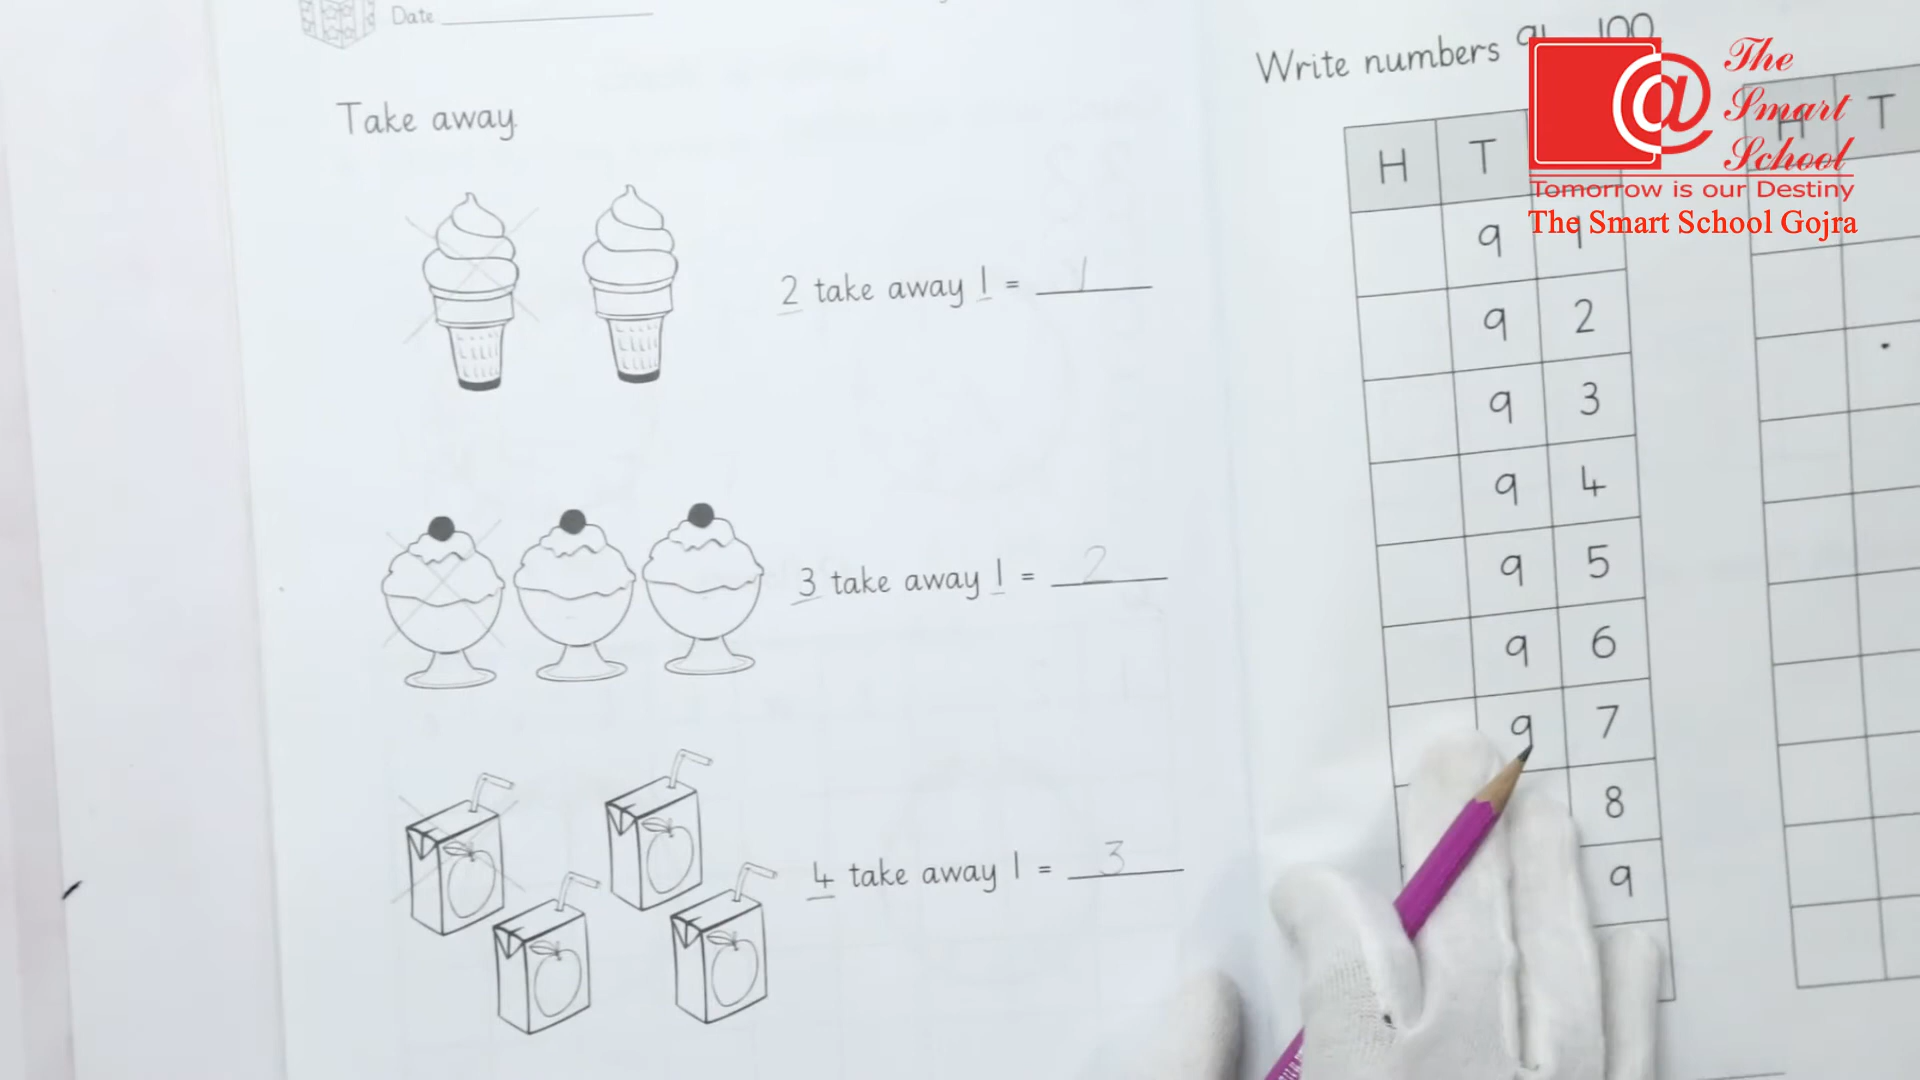 Date
Take away
2 take away 1 = 1
3 take away 1 = 2
4 take away 1 = 3
Write numbers 91 100
H T
9 1
9 2
9 3
9 4
9 5
9 6
9 7
8
9
H T
The
Smart
School
Tomorrow is our Destiny
The Smart School Gojra